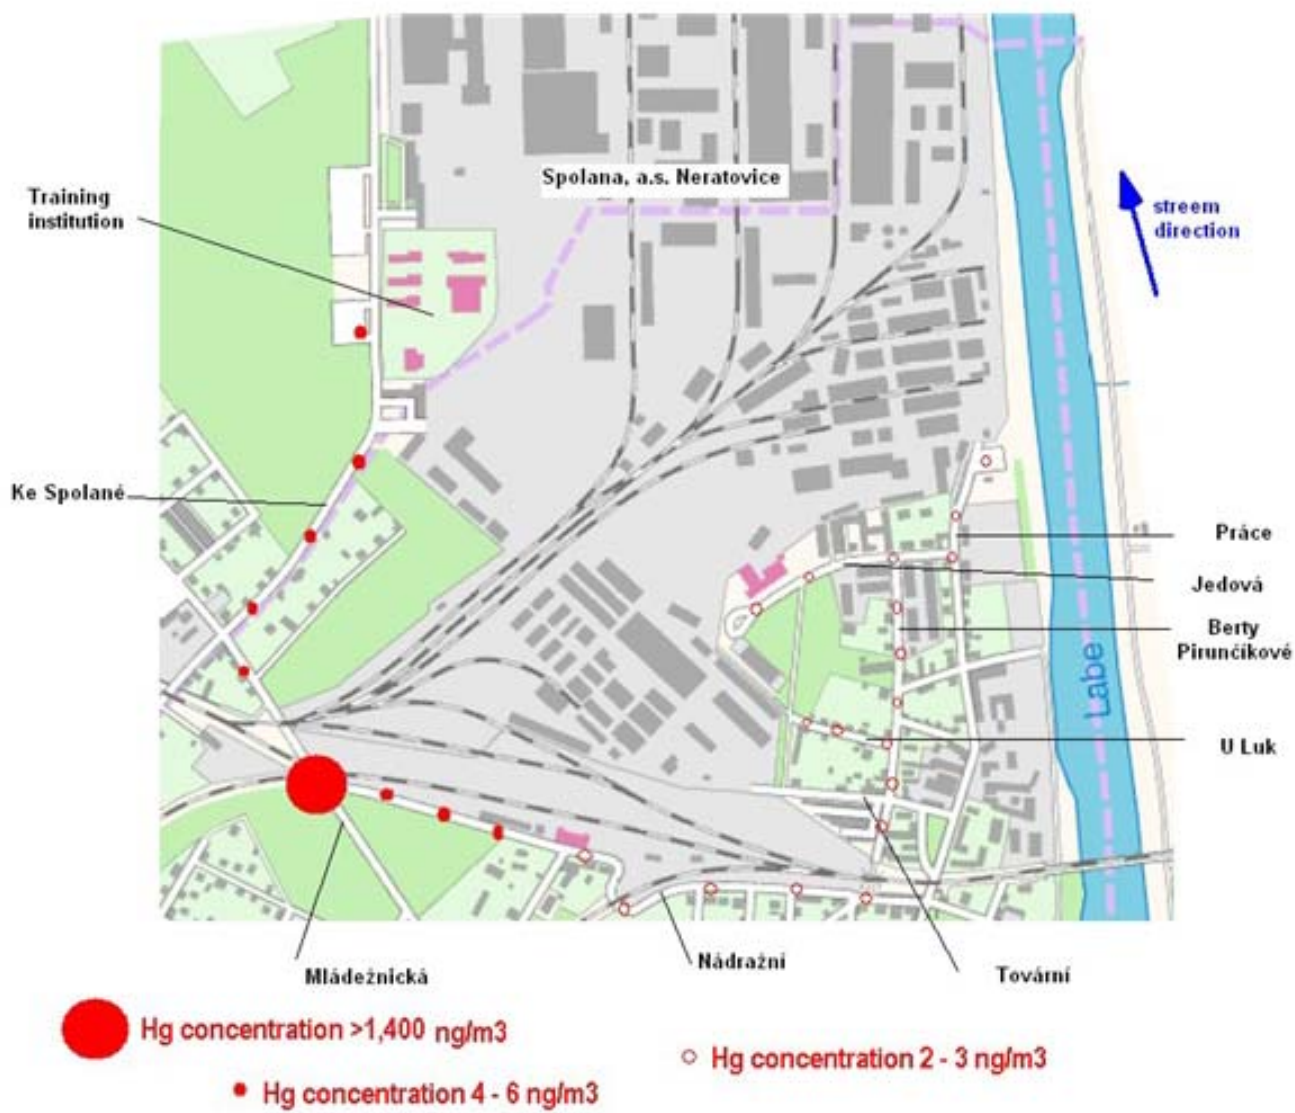 Spolana, a.s. Neratovice
Training
institution
streem
direction
Ke Spolané
Práce
Jedová
Berty
Pirunčíkové
Labe
U Luk
Mládežnická
Nádražní
Tovární
Hg concentration >1,400 ng/m3
Hg concentration 2 - 3 ng/m3
Hg concentration 4 - 6 ng/m3